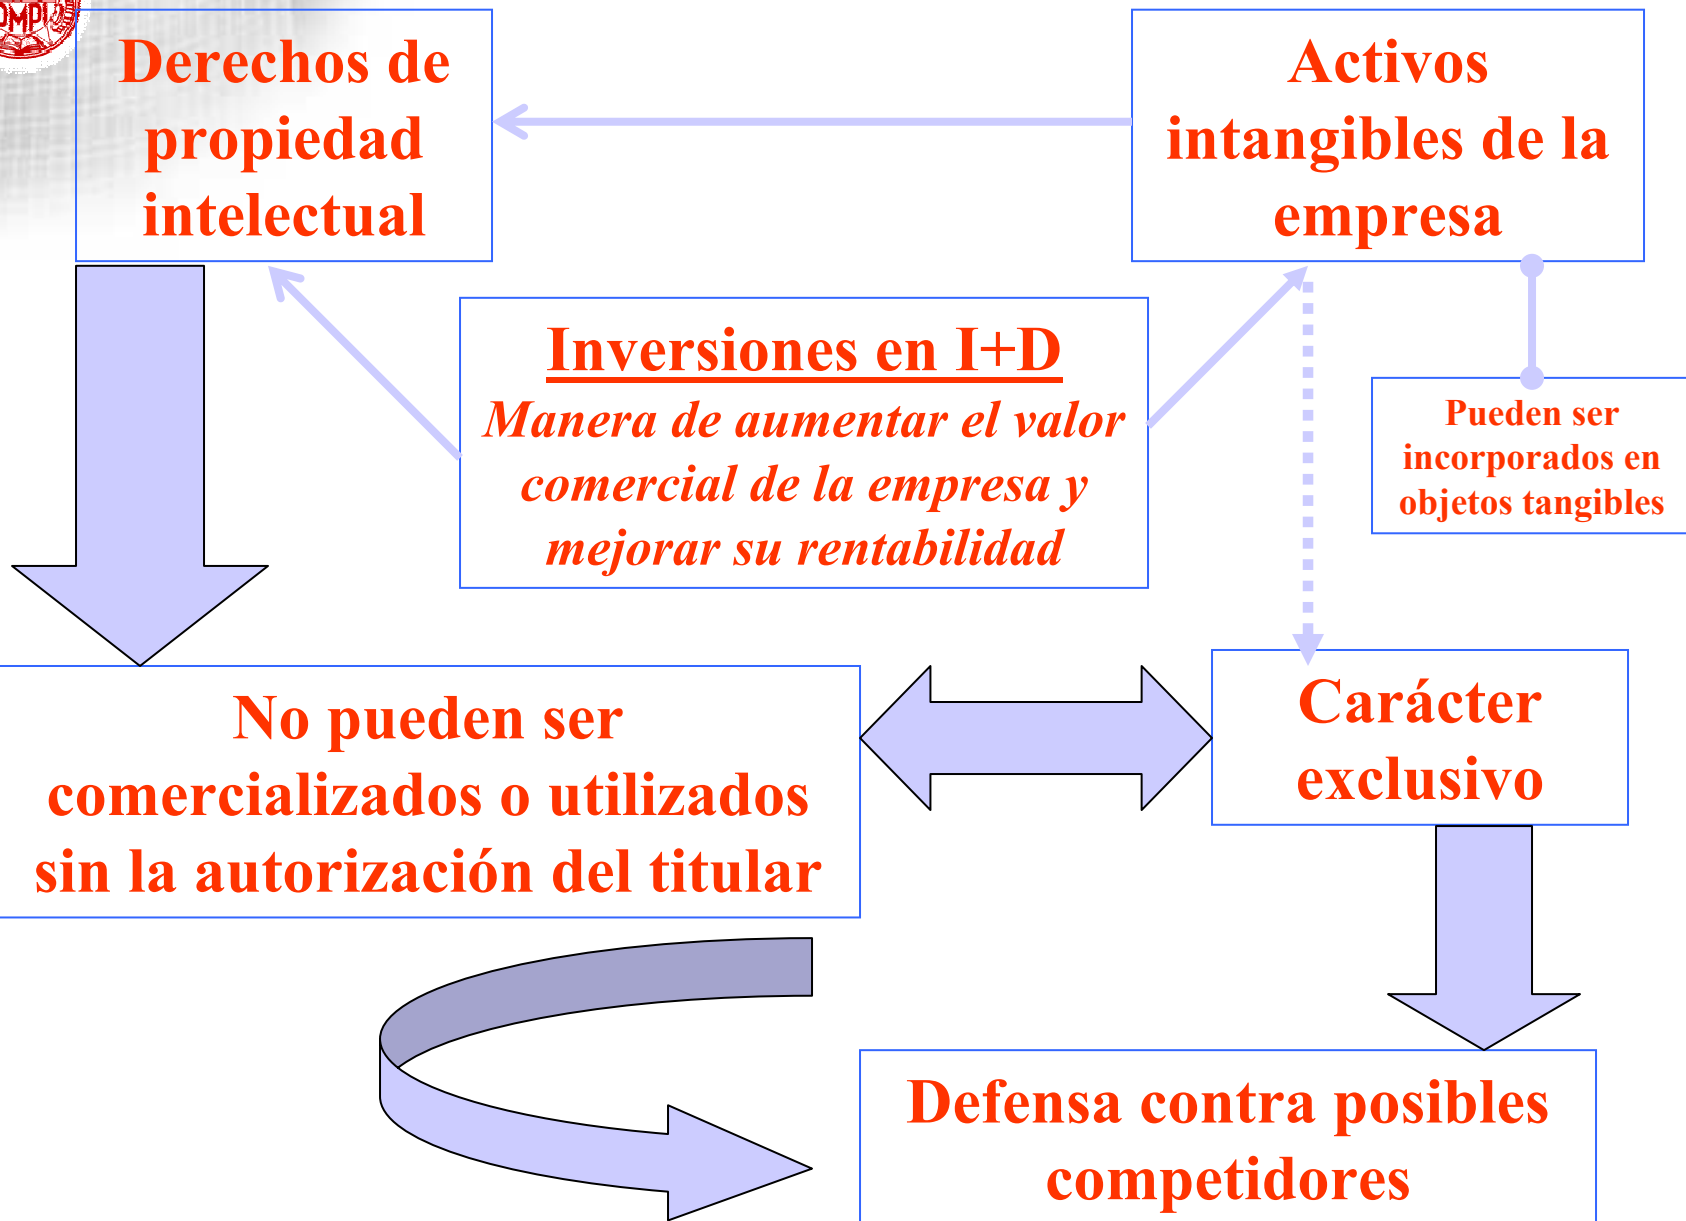 OMPI
Derechos de
propiedad
intelectual
Activos
intangibles de la
empresa
Inversiones en I+D
Manera de aumentar el valor
comercial de la empresa y
mejorar su rentabilidad
Pueden ser
incorporados en
objetos tangibles
No pueden ser
comercializados o utilizados
sin la autorización del titular
Carácter
exclusivo
Defensa contra posibles
competidores